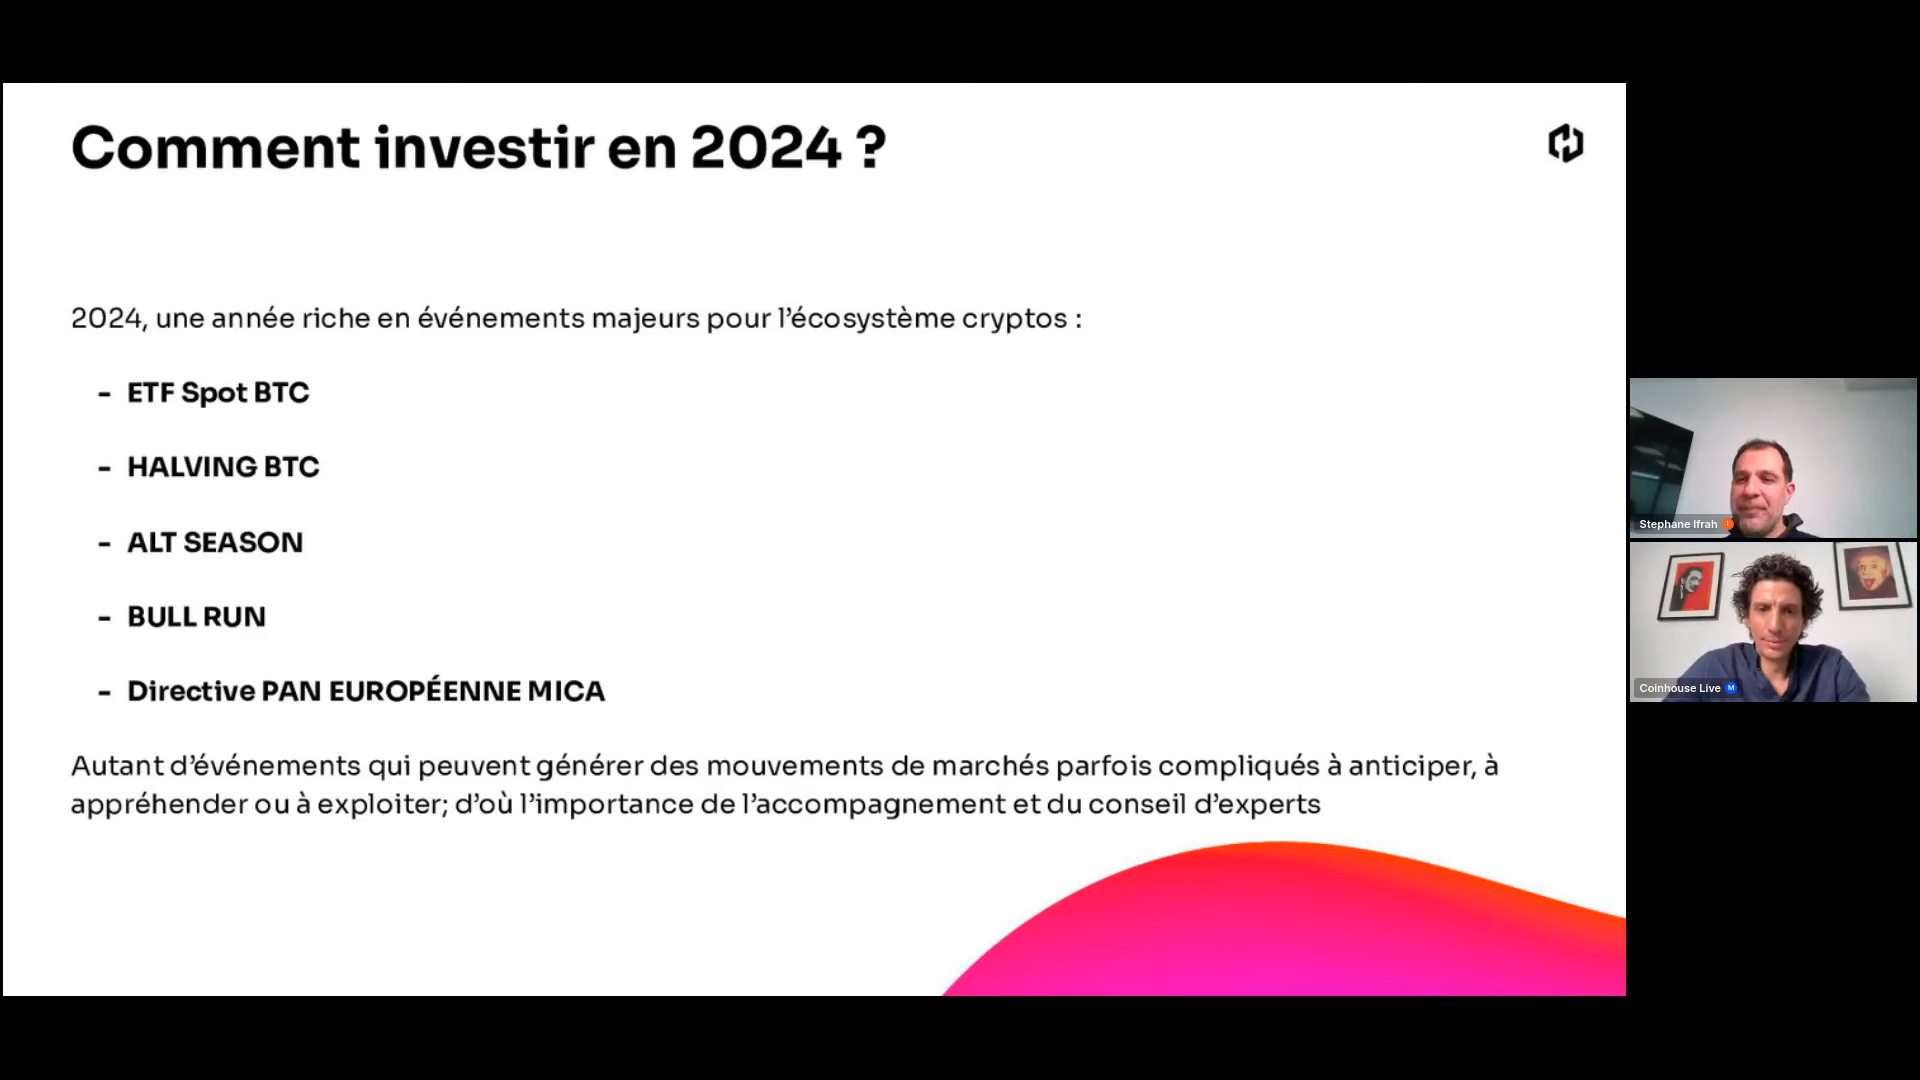 Comment investir en 2024 ?
2024, une année riche en événements majeurs pour l'écosystème cryptos :
- ETF Spot BTC
- HALVING BTC
- ALT SEASON
- BULL RUN
- Directive PAN EUROPÉENNE MICA
Autant d'événements qui peuvent générer des mouvements de marchés parfois compliqués à anticiper, à
appréhender ou à exploiter; d'où l'importance de l'accompagnement et du conseil d'experts
Stephane Ifrah I
Coinhouse Live M